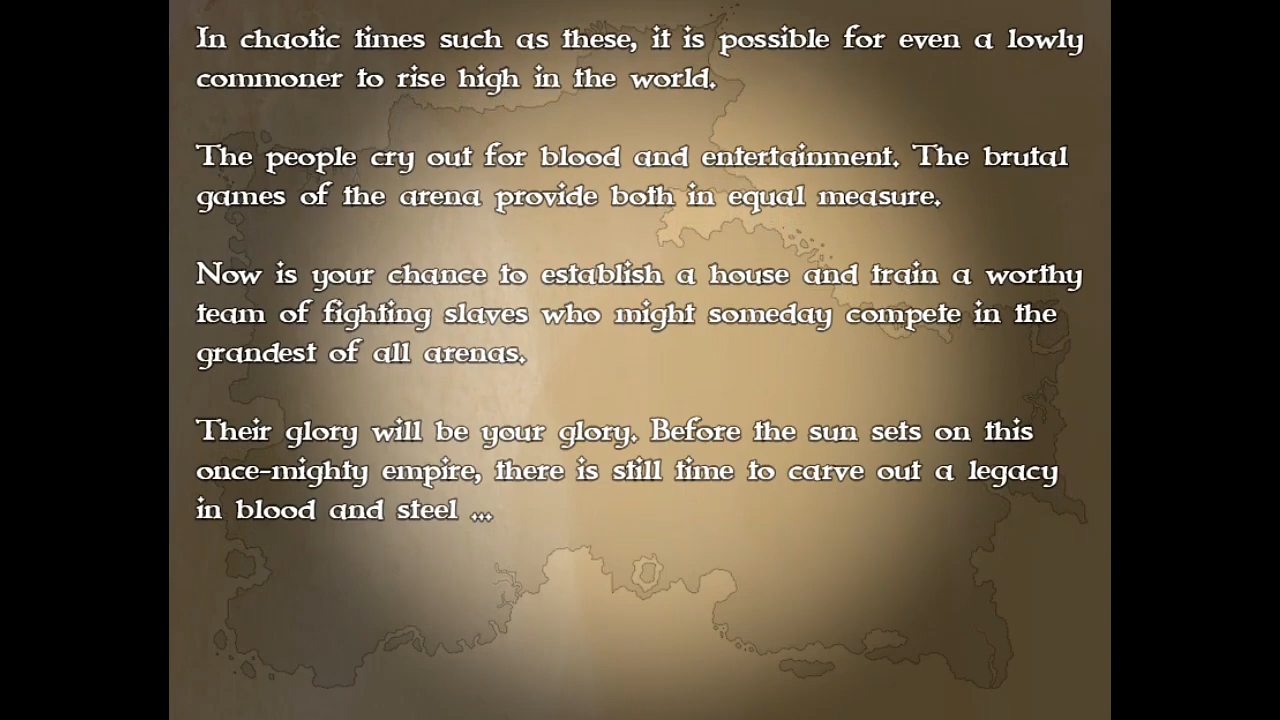 In chaotic times such as these, it is possible for even a lowly
commoner to rise high in the world.
The people cry out for blood and entertainment. The brutal
games of the arena provide both in equal measure.
Now is your chance to establish a house and train a worthy
team of fighting slaves who might someday compete in the
grandest of all arenas.
Their glory will be your glory. Before the sun sets on this
once-mighty empire, there is still time to carve out a legacy
in blood and steel ...